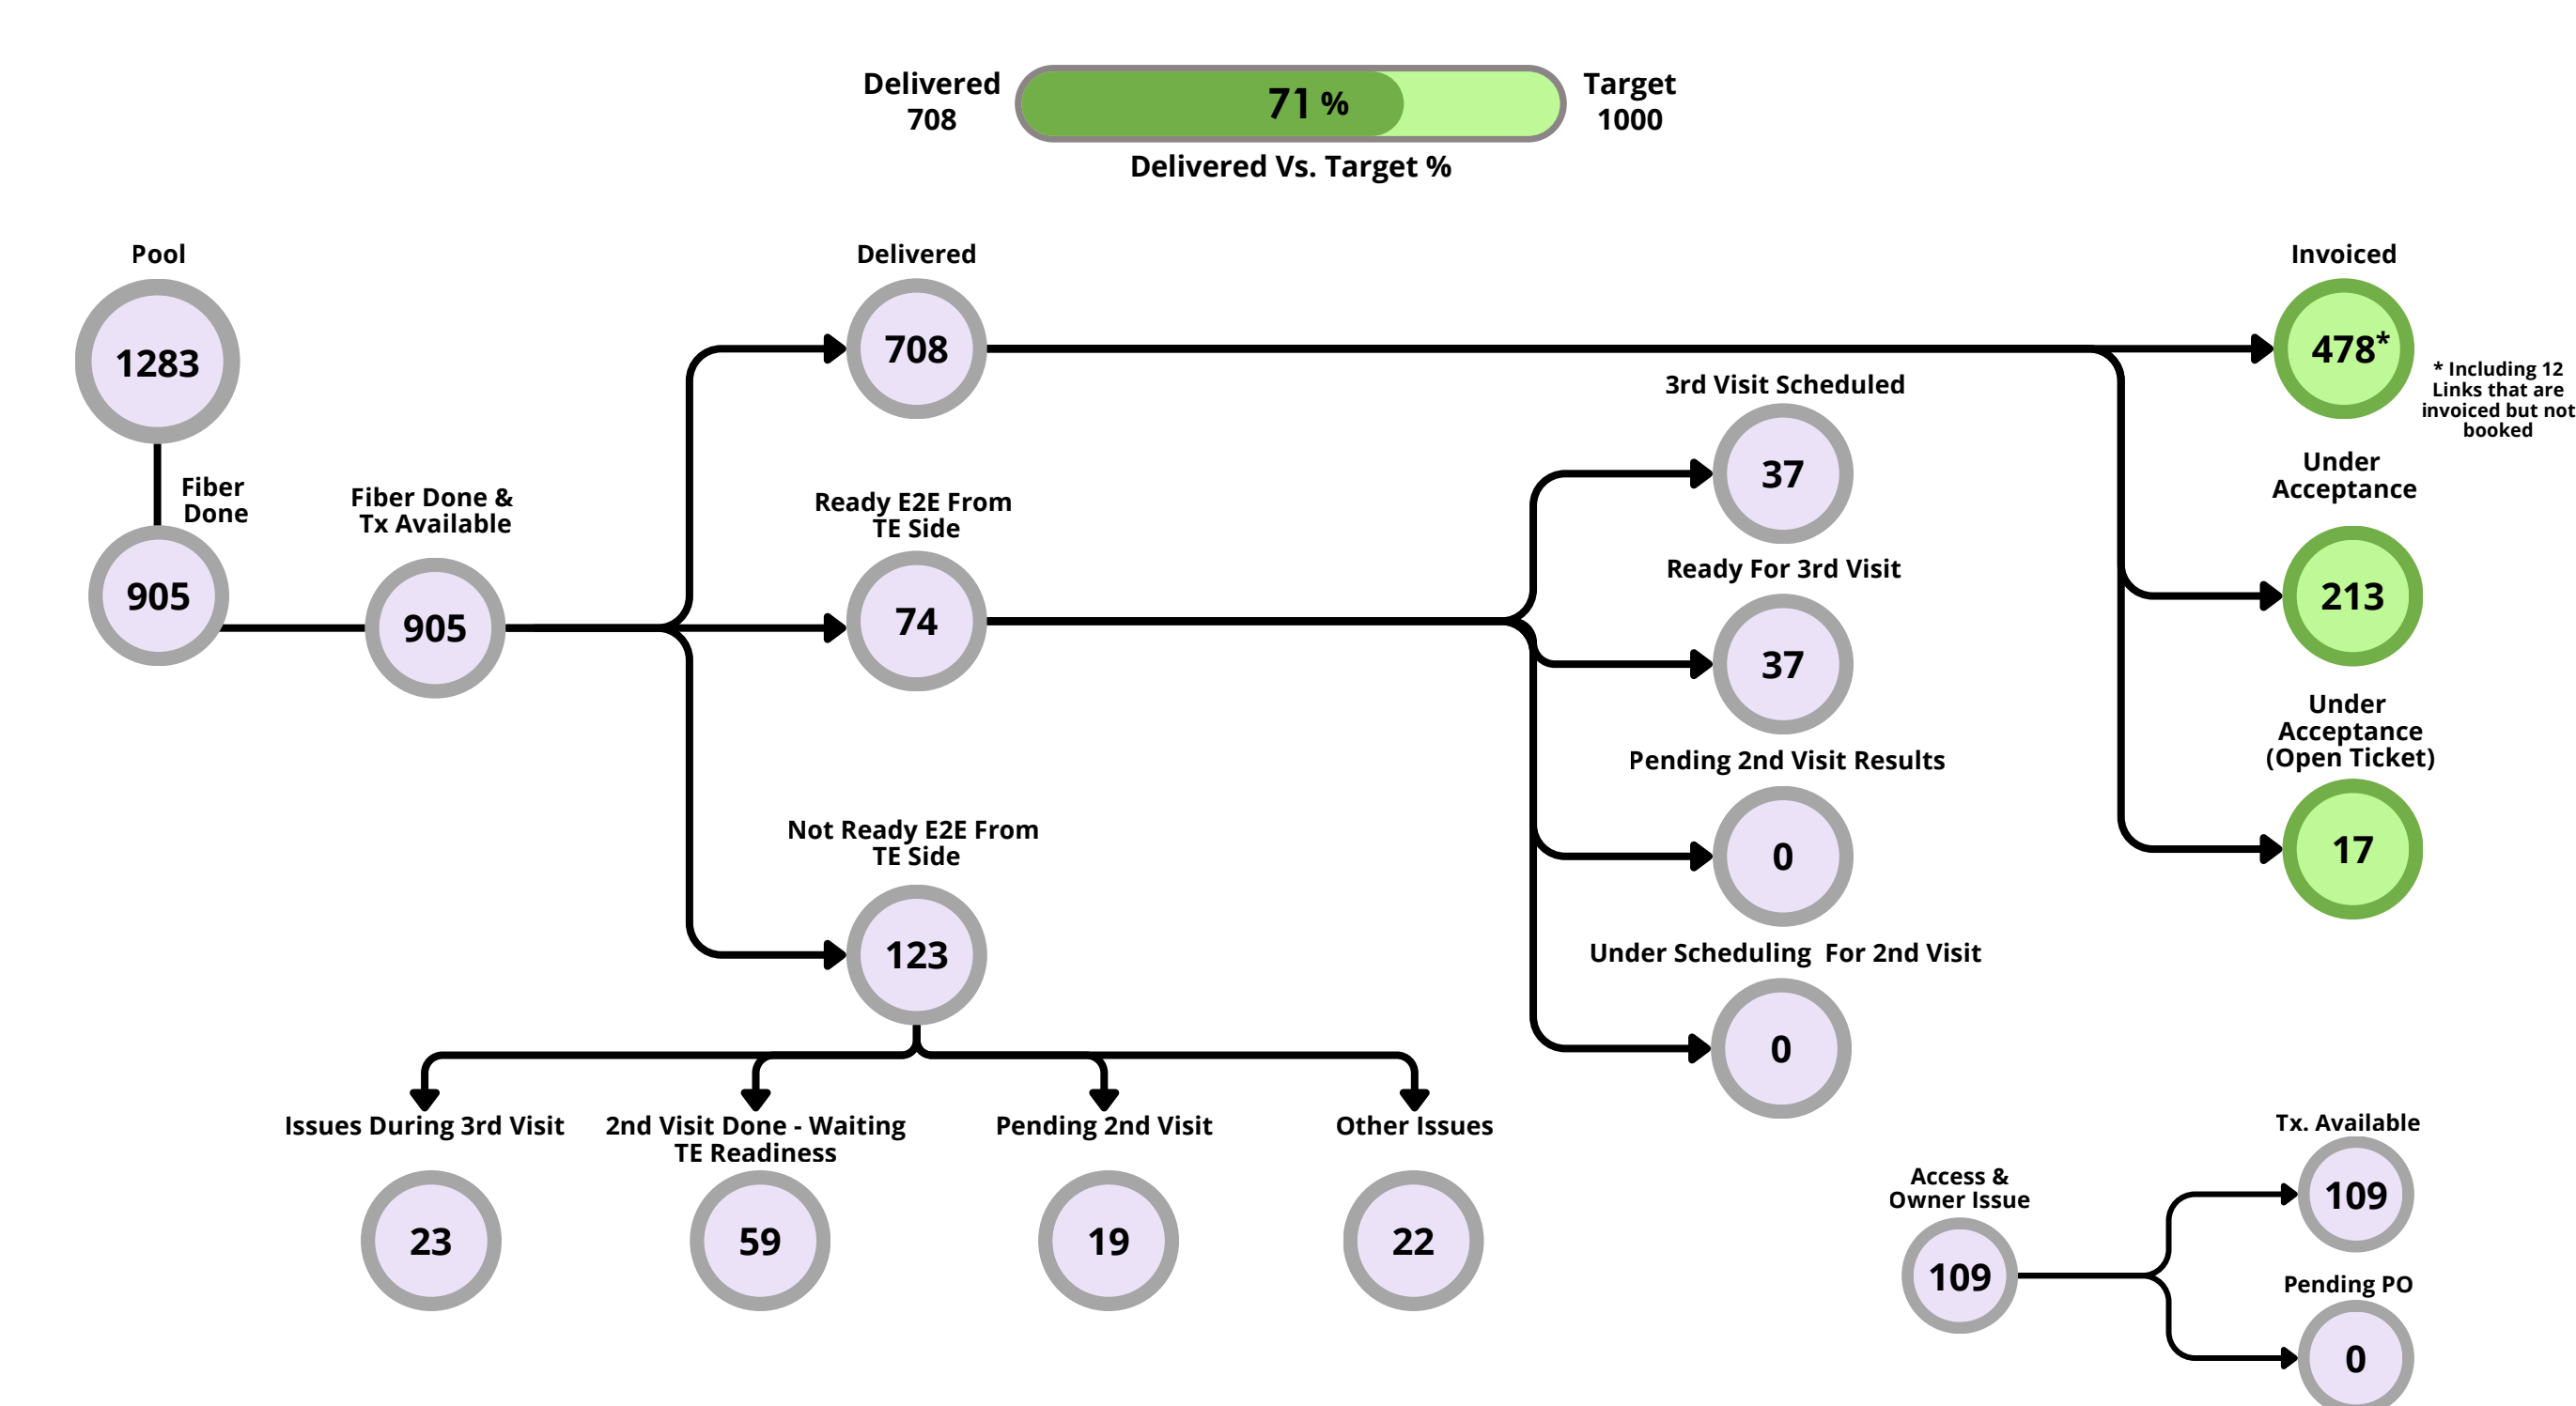 Delivered
708
71 %
Target
1000
Delivered Vs. Target %
Pool
1283
Fiber
Done
905
Fiber Done &
Tx Available
905
Delivered
708
Ready E2E From
TE Side
74
Not Ready E2E From
TE Side
123
Issues During 3rd Visit
23
2nd Visit Done - Waiting
TE Readiness
59
Pending 2nd Visit
19
Other Issues
22
3rd Visit Scheduled
37
Ready For 3rd Visit
37
Pending 2nd Visit Results
0
Under Scheduling  For 2nd Visit
0
Invoiced
478*
* Including 12
Links that are
invoiced but not
booked
Under
Acceptance
213
Under
Acceptance
(Open Ticket)
17
Access &
Owner Issue
109
Tx. Available
109
Pending PO
0